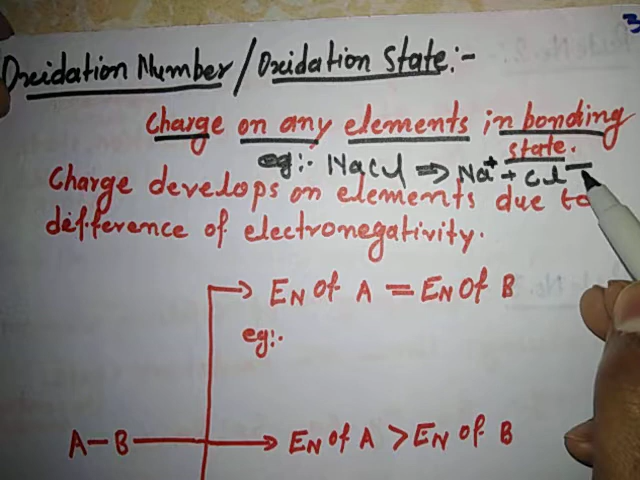 3
Oxidation Number / Oxidation State:-
Charge on any elements in bonding
state.
eg:- NaCl ⇒ Na⁺ + Cl⁻
Charge develops on elements due to
difference of electronegativity.
EN of A = EN of B
eg:-
A-B
EN of A > EN of B